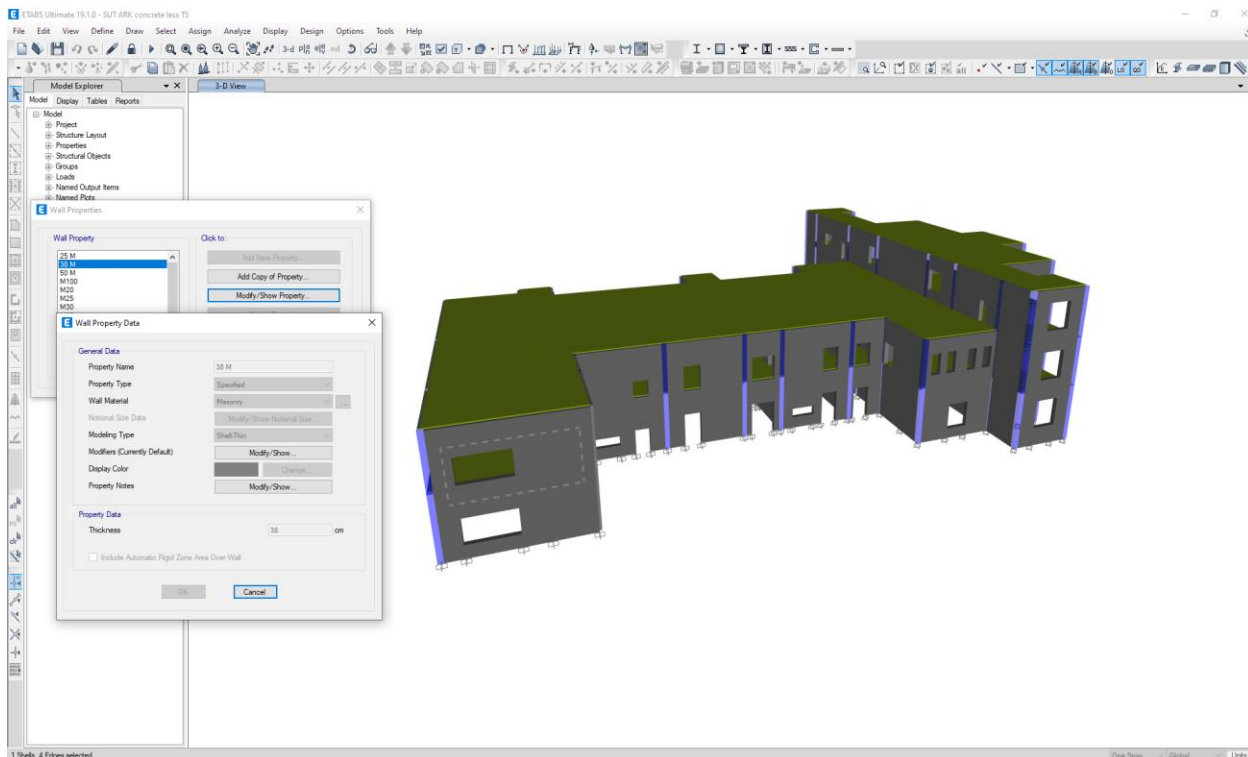 ETABS Ultimate 19.1.0 - SUT ARK concrete less T5
File Edit View Define Draw Select Assign Analyze Display Design Options Tools Help
Model Explorer
3-D View
Model Display Tables Reports
Model
Project
Structure Layout
Properties
Structural Objects
Groups
Loads
Named Output Items
Named Plots
Wall Properties
Wall Property
Click to:
25 M
38 M
50 M
M100
M20
M25
M30
Add New Property...
Add Copy of Property...
Modify/Show Property...
Wall Property Data
General Data
Property Name 38 M
Property Type Specified
Wall Material Masonry ...
Notional Size Data Modify/Show Notional Size...
Modeling Type Shell-Thin
Modifiers (Currently Default) Modify/Show...
Display Color Change...
Property Notes Modify/Show...
Property Data
Thickness 38 cm
Include Automatic Rigid Zone Area Over Wall
OK Cancel
1 Shells, 4 Edges selected
One Story Global Units